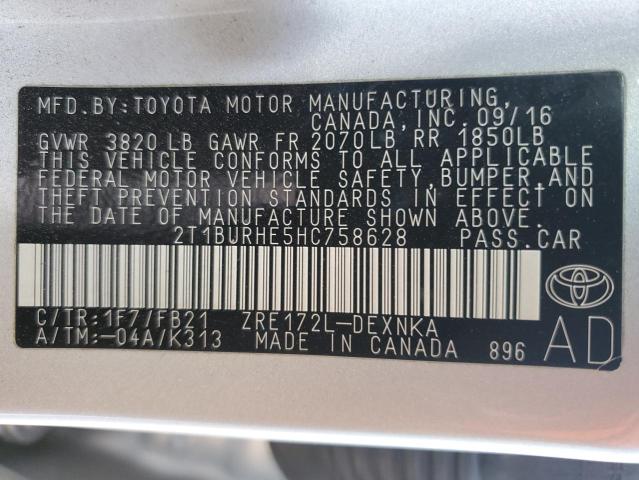 MFD.BY:TOYOTA MOTOR MANUFACTURING,
CANADA,INC.09/16
GVWR 3820 LB GAWR FR 2070LB RR 1850LB
THIS VEHICLE CONFORMS TO ALL APPLICABLE
FEDERAL MOTOR VEHICLE SAFETY,BUMPER,AND
THEFT PREVENTION STANDARDS IN EFFECT ON
THE DATE OF MANUFACTURE SHOWN ABOVE.
2T1BURHE5HC758628 PASS.CAR
C/TR:1F7/FB21 ZRE172L-DEXNKA
A/TM:-04A/K313 MADE IN CANADA 896
AD